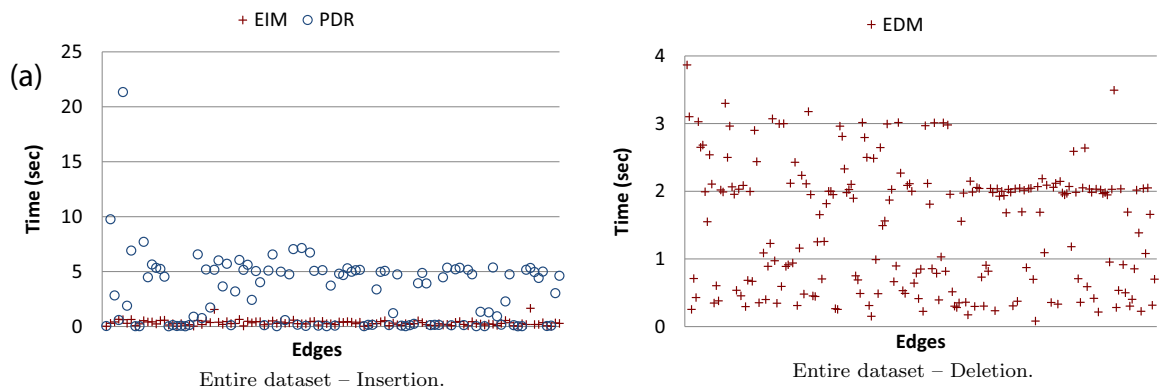 EIM PDR
(a)
Time (sec)
25
20
15
10
5
0
Edges
Entire dataset – Insertion.
EDM
Time (sec)
4
3
2
1
0
Edges
Entire dataset – Deletion.